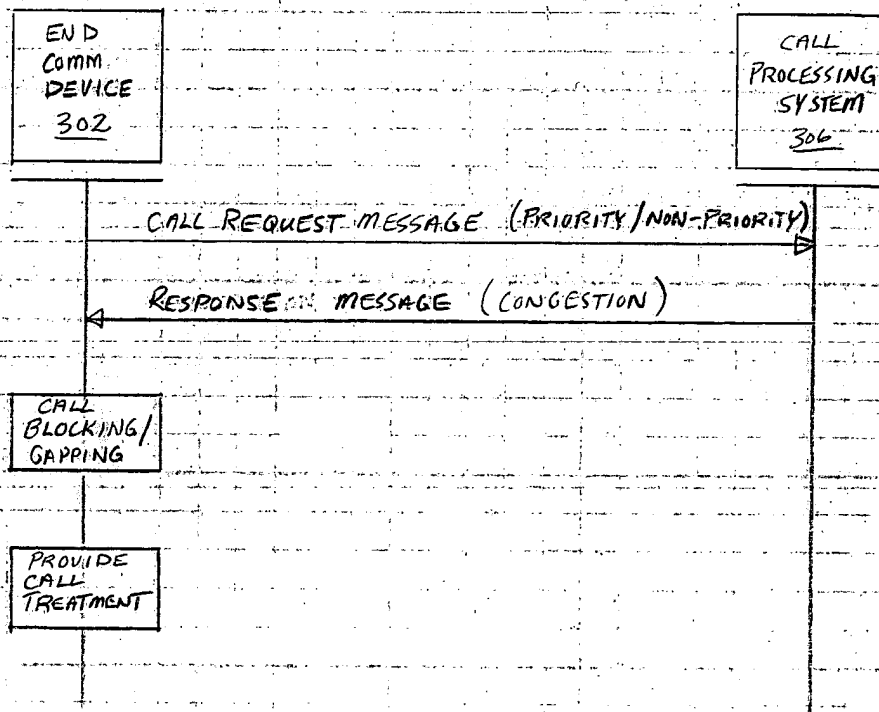 END
COMM
DEVICE
302
CALL
PROCESSING
SYSTEM
306
CALL REQUEST MESSAGE (PRIORITY/NON-PRIORITY)
RESPONSE MESSAGE (CONGESTION)
CALL
BLOCKING/
GAPPING
PROVIDE
CALL
TREATMENT